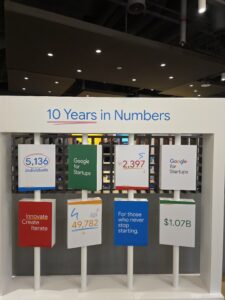 10 Years in Numbers
5,136
individuals
Google
for
Startups
2,397
Google
for
Startups
Innovate
Create
Iterate
49,782
For those
who never
stop
starting.
$1.07B